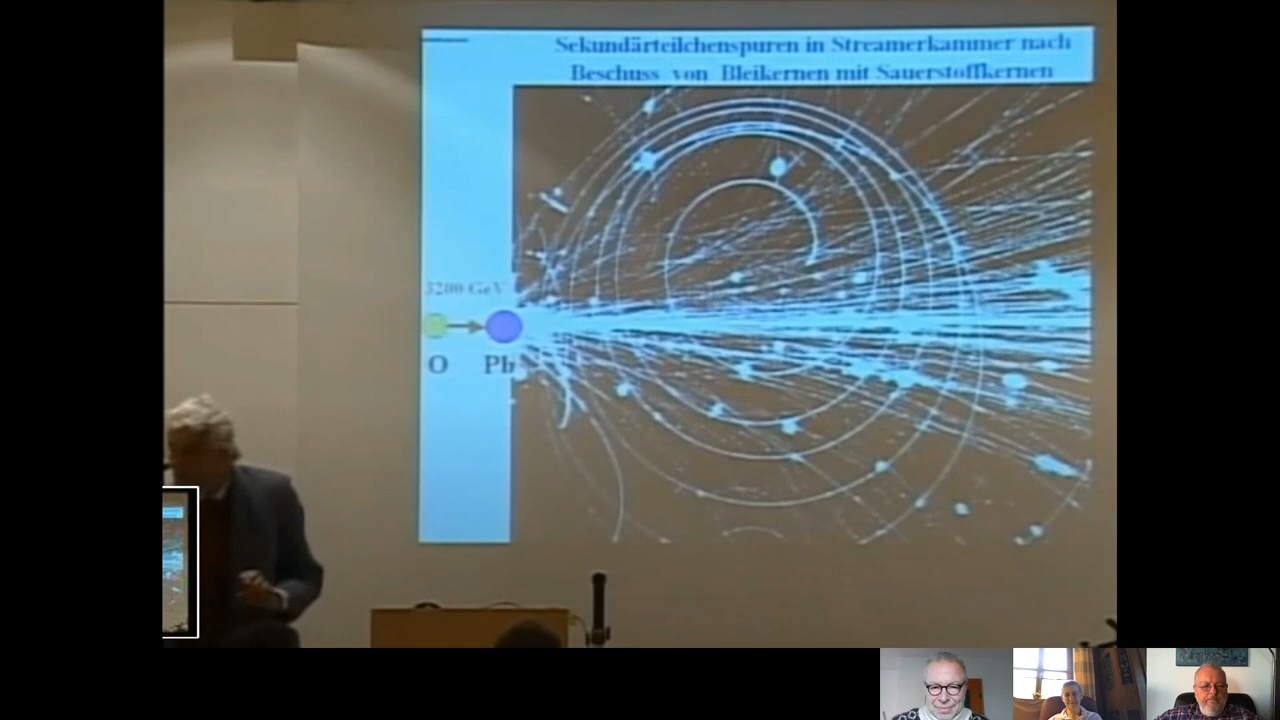 Sekundärteilchenspuren in Streamerkammer nach
Beschuss von Bleikernen mit Sauerstoffkernen
3200 GeV
O Pb